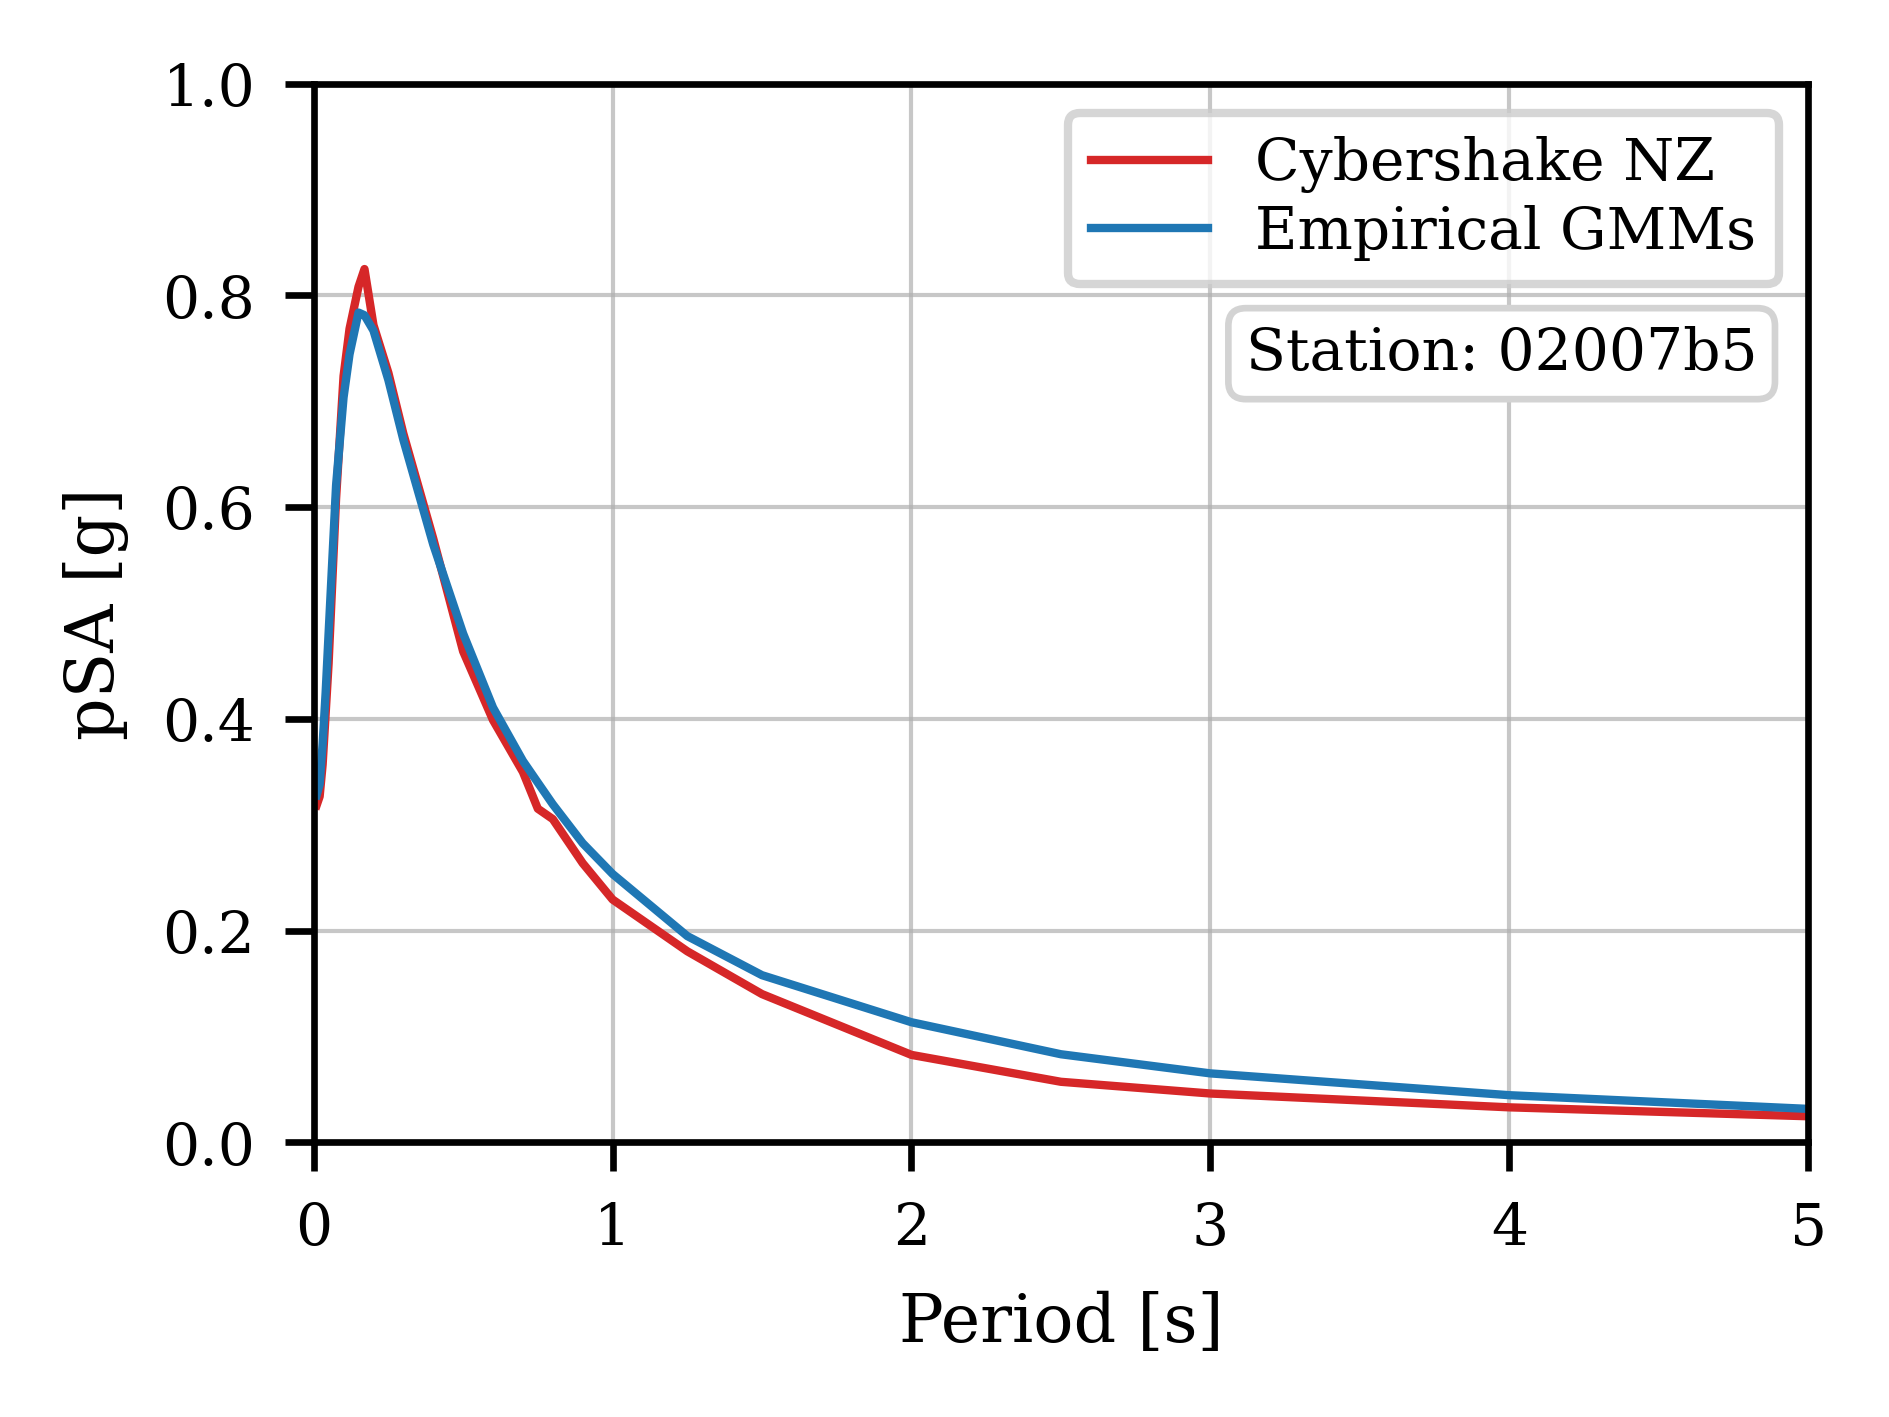 1.0
0.8
0.6
0.4
0.2
0.0
pSA [g]
Cybershake NZ
Empirical GMMs
Station: 02007b5
0 1 2 3 4 5
Period [s]